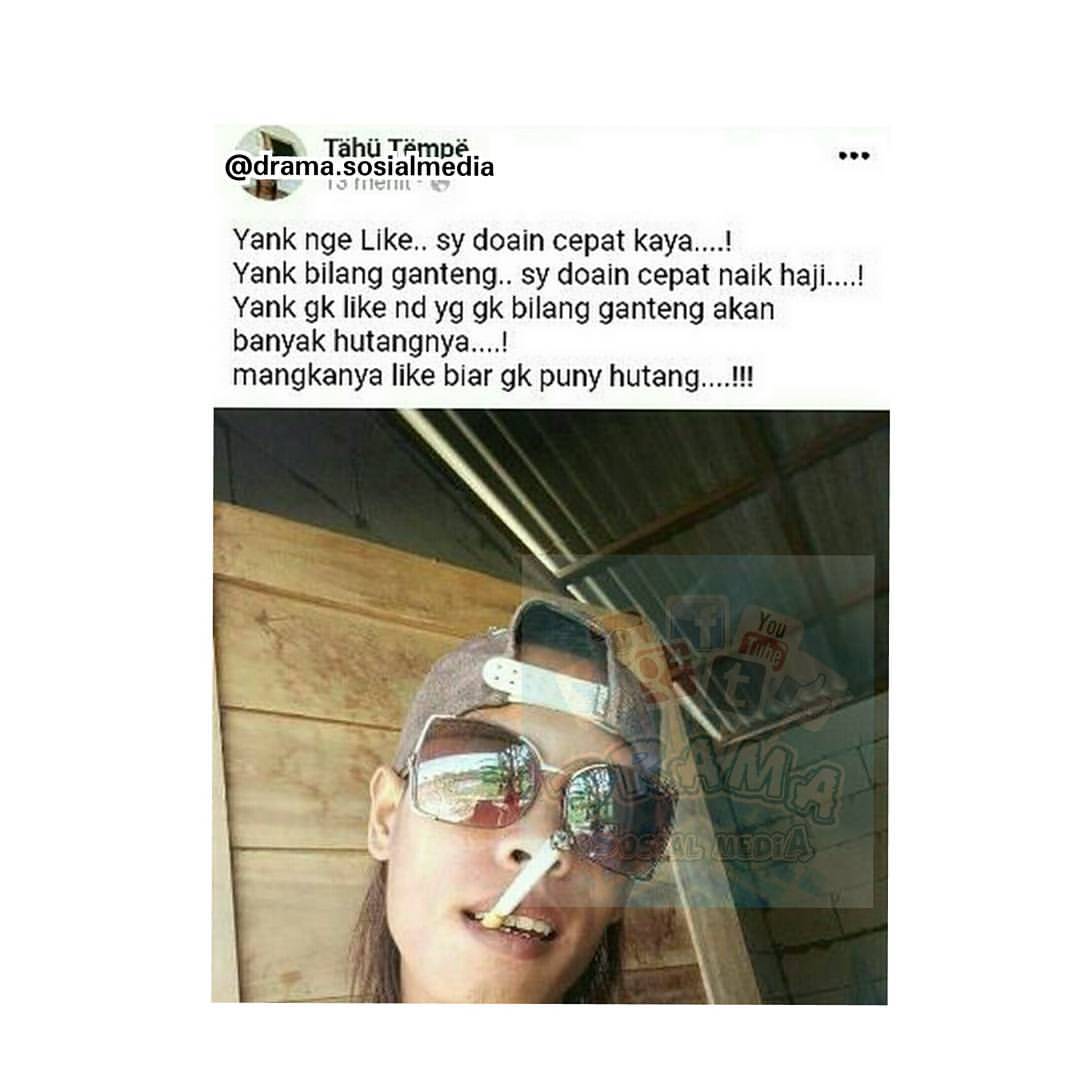 Tähü Tëmpë
@drama.sosialmedia
13 menit
Yank nge Like.. sy doain cepat kaya....!
Yank bilang ganteng.. sy doain cepat naik haji....!
Yank gk like nd yg gk bilang ganteng akan
banyak hutangnya....!
mangkanya like biar gk puny hutang....!!!
f
You
Tube
t
DRAMA
SOSIAL MEDIA